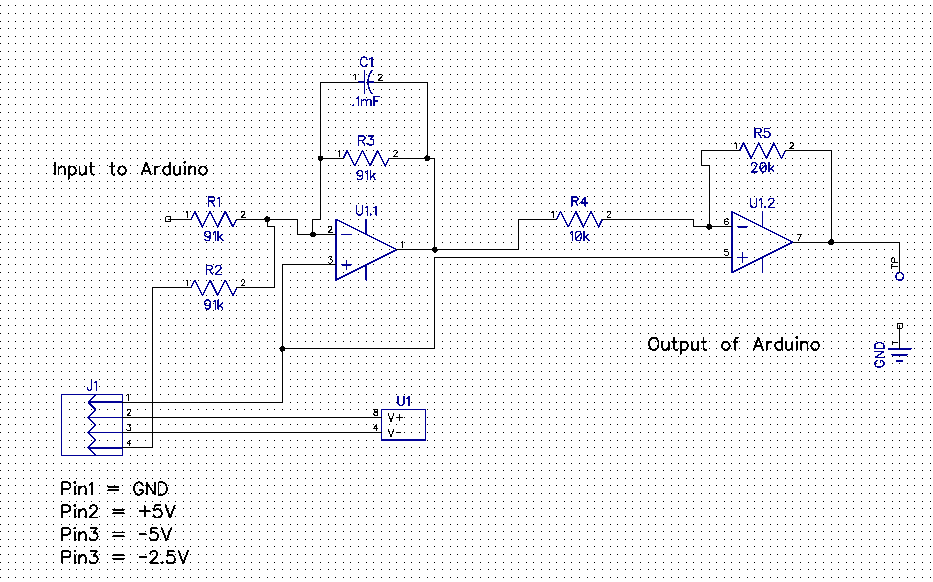 C1
1 2
.1mF
R3
1 2
91k
Input to Arduino
R1
1 2
91k
R2
1 2
91k
U1.1
2
3
1
R4
1 2
10k
R5
1 2
20k
U1.2
6
5
7
TP
Output of Arduino
GND
1
J1
1
2
3
4
U1
8 V+
4 V-
Pin1 = GND
Pin2 = +5V
Pin3 = -5V
Pin3 = -2.5V